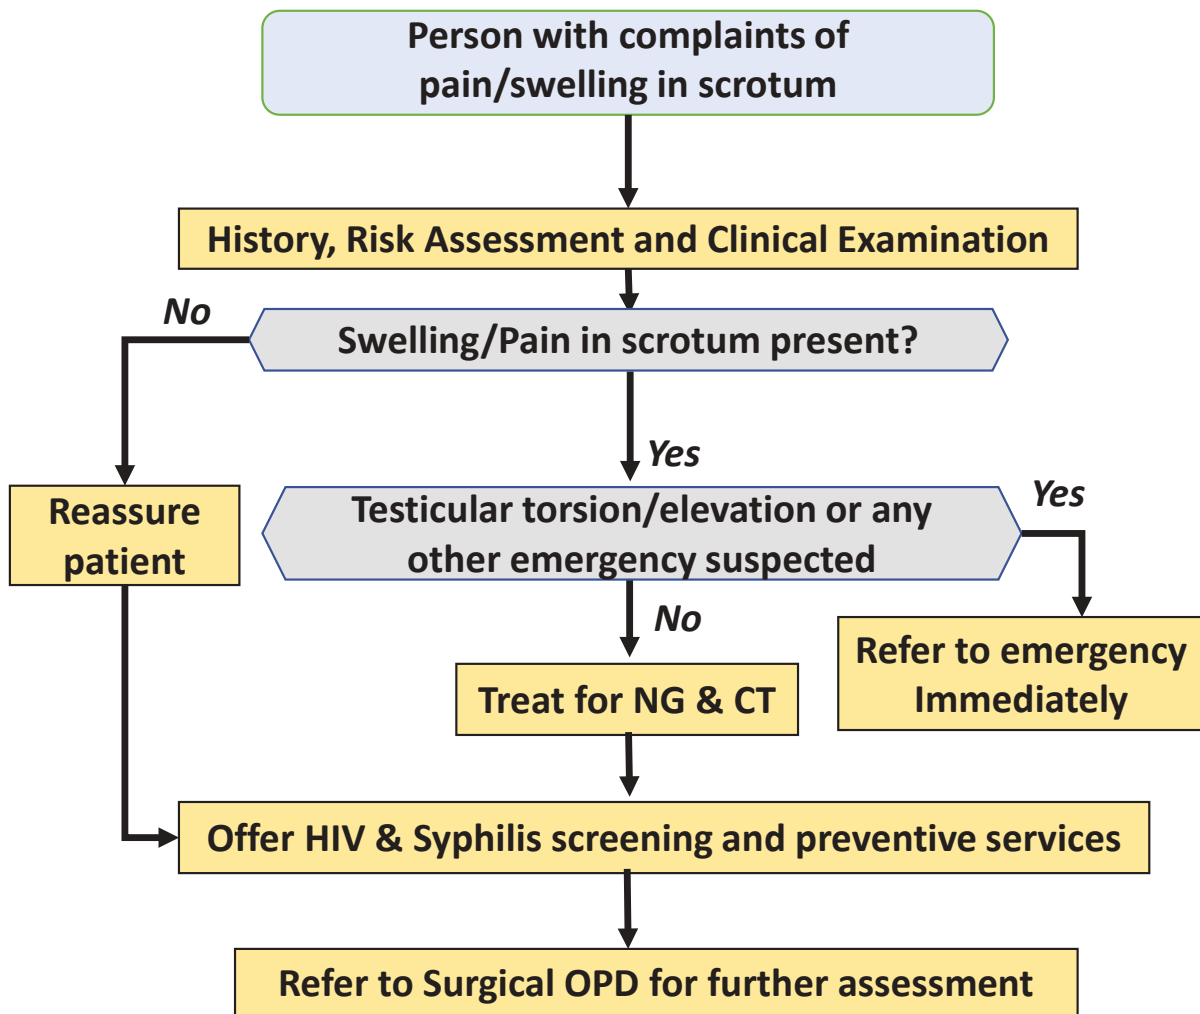 Person with complaints of
pain/swelling in scrotum
History, Risk Assessment and Clinical Examination
No
Swelling/Pain in scrotum present?
Yes
Reassure
patient
Testicular torsion/elevation or any
other emergency suspected
Yes
No
Refer to emergency
Immediately
Treat for NG & CT
Offer HIV & Syphilis screening and preventive services
Refer to Surgical OPD for further assessment